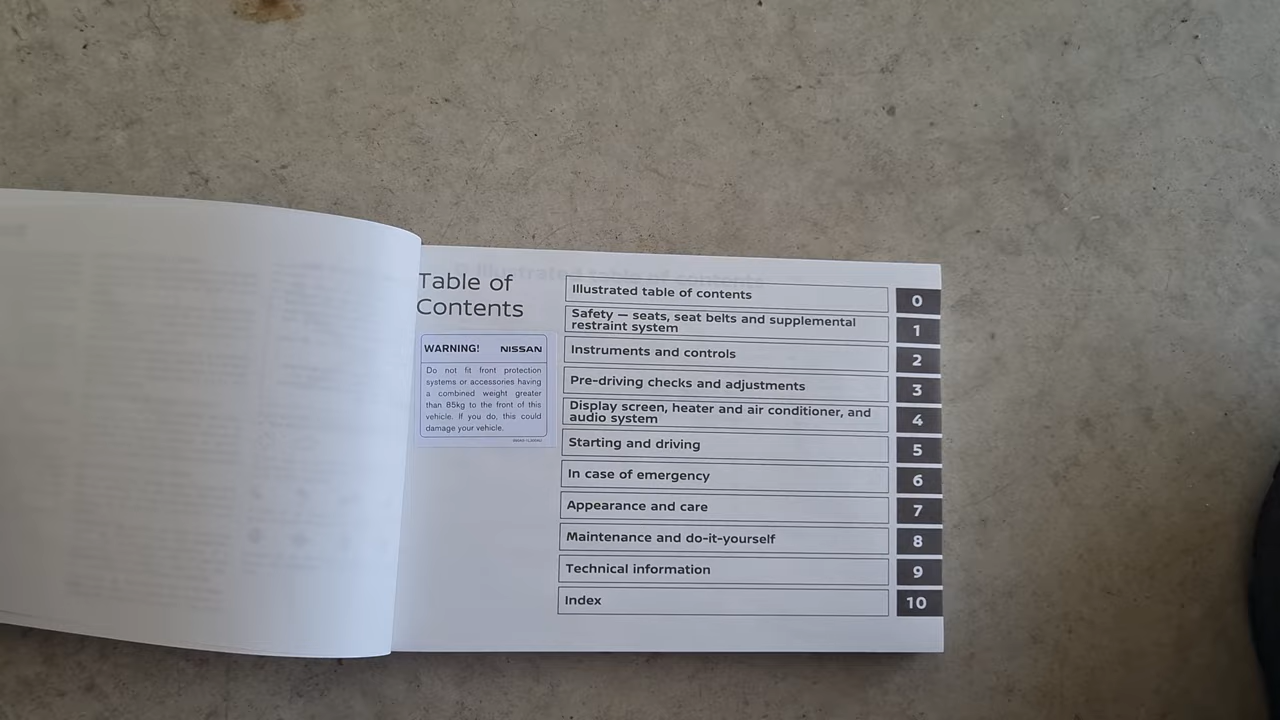 Table of
Contents
WARNING! NISSAN
Do not fit front protection
systems or accessories having
a combined weight greater
than 85kg to the front of this
vehicle. If you do, this could
damage your vehicle.
Illustrated table of contents 0
Safety — seats, seat belts and supplemental
restraint system 1
Instruments and controls 2
Pre-driving checks and adjustments 3
Display screen, heater and air conditioner, and
audio system 4
Starting and driving 5
In case of emergency 6
Appearance and care 7
Maintenance and do-it-yourself 8
Technical information 9
Index 10